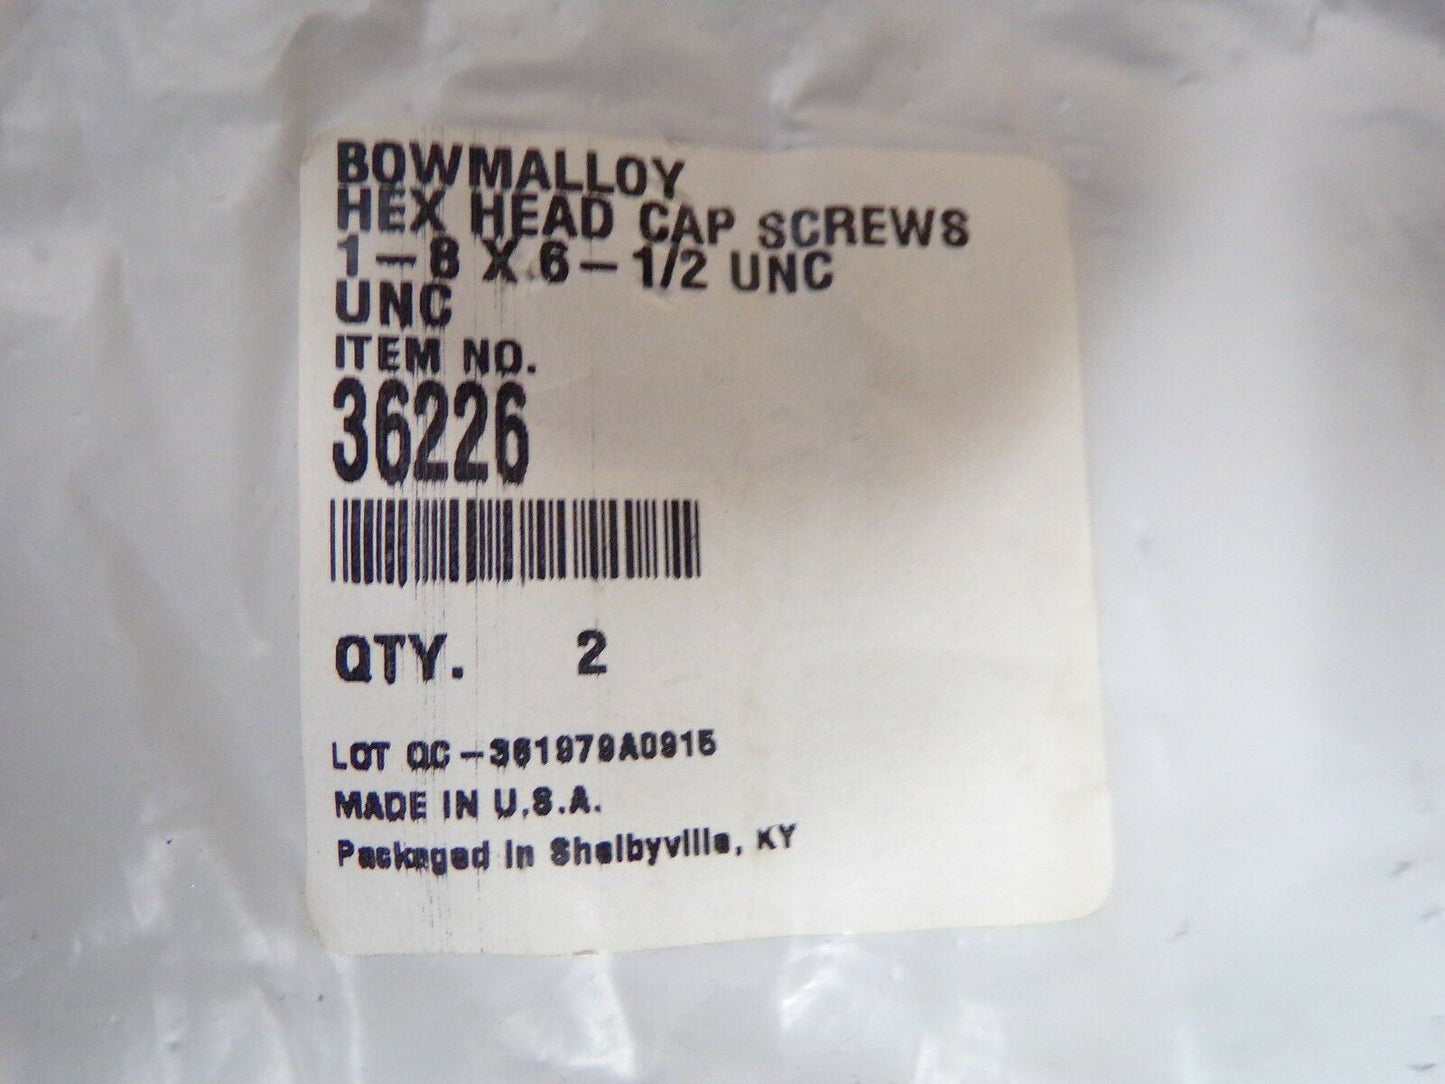 BOWMALLOY
HEX HEAD CAP SCREWS
1-8 X 6-1/2 UNC
UNC
ITEM NO.
36226
QTY. 2
LOT QC-361979A0915
MADE IN U.S.A.
Packaged in Shelbyville, KY